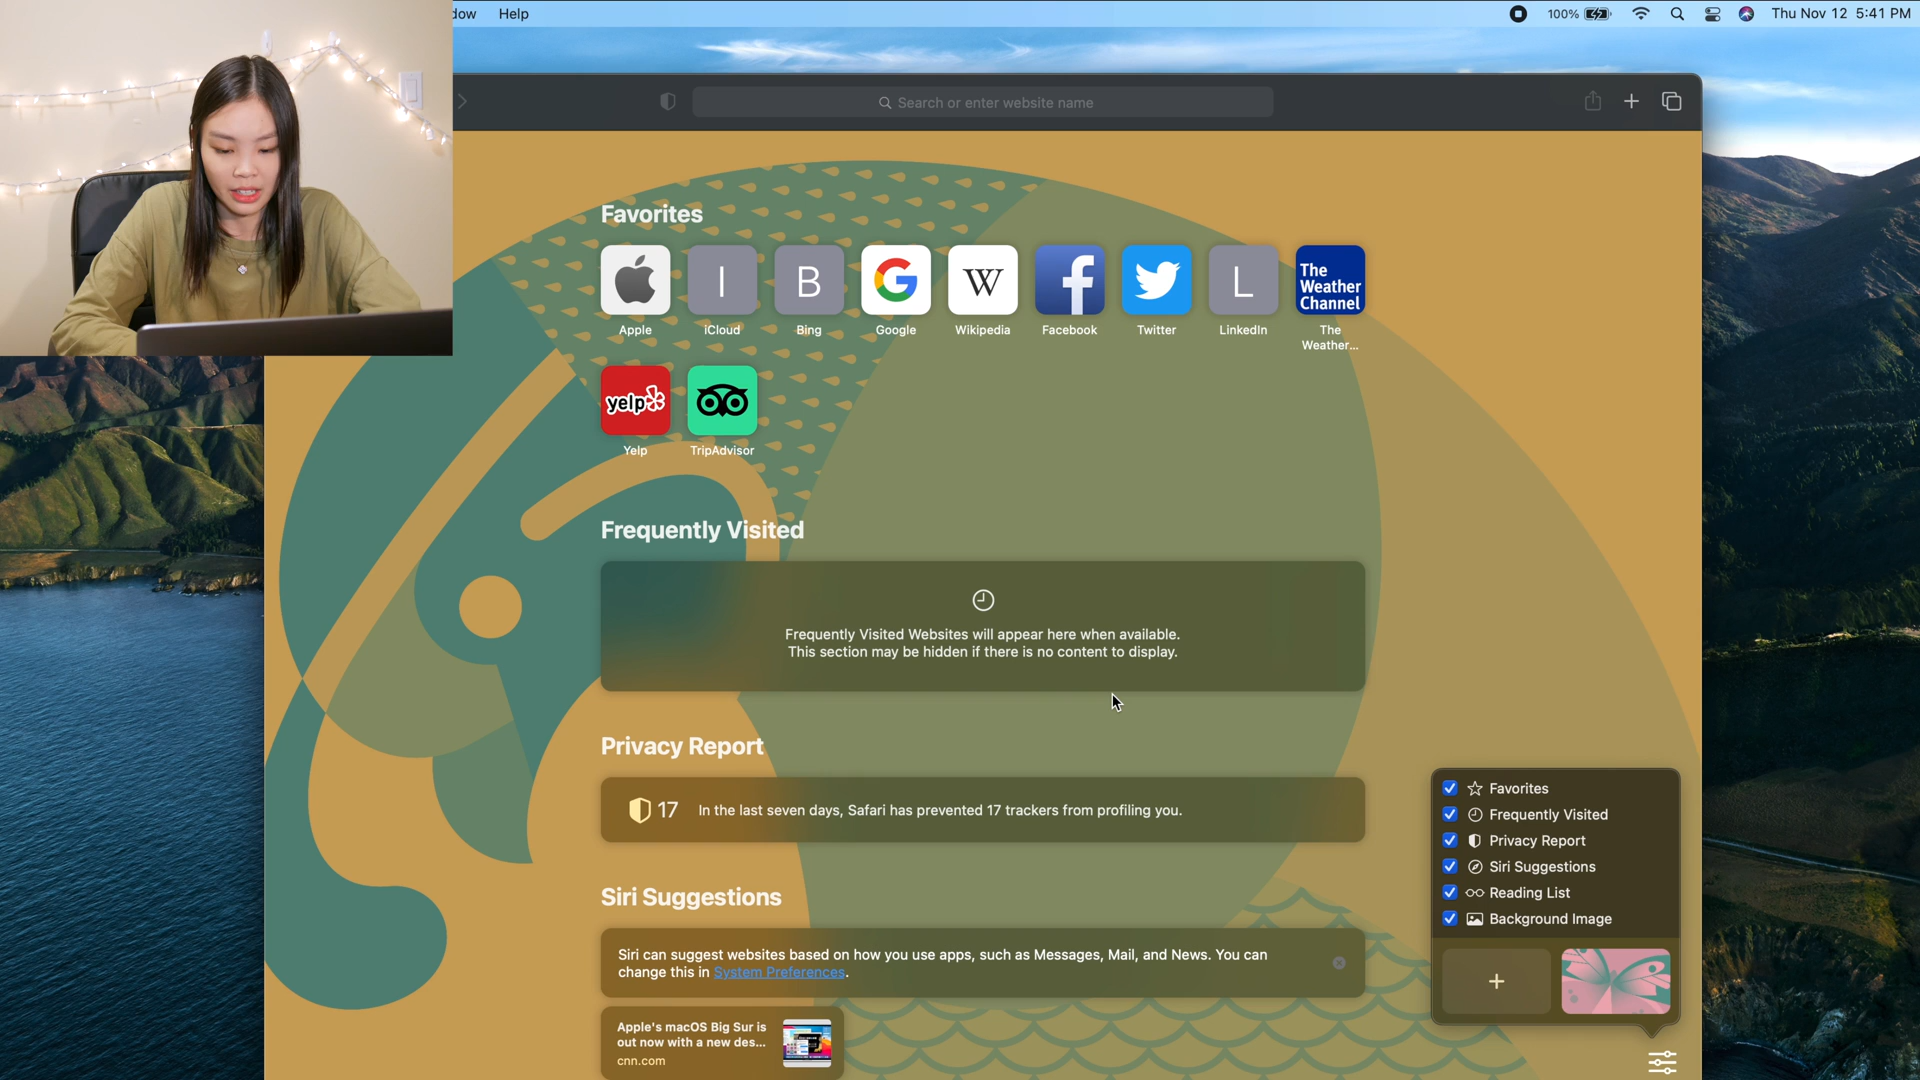 dow Help
100% Thu Nov 12 5:41 PM
Search or enter website name
Favorites
I B G W f L The Weather Channel
Apple iCloud Bing Google Wikipedia Facebook Twitter LinkedIn The Weather...
yelp
Yelp TripAdvisor
Frequently Visited
Frequently Visited Websites will appear here when available.
This section may be hidden if there is no content to display.
Privacy Report
17 In the last seven days, Safari has prevented 17 trackers from profiling you.
Siri Suggestions
Siri can suggest websites based on how you use apps, such as Messages, Mail, and News. You can
change this in System Preferences.
Apple's macOS Big Sur is
out now with a new des...
cnn.com
Favorites
Frequently Visited
Privacy Report
Siri Suggestions
Reading List
Background Image